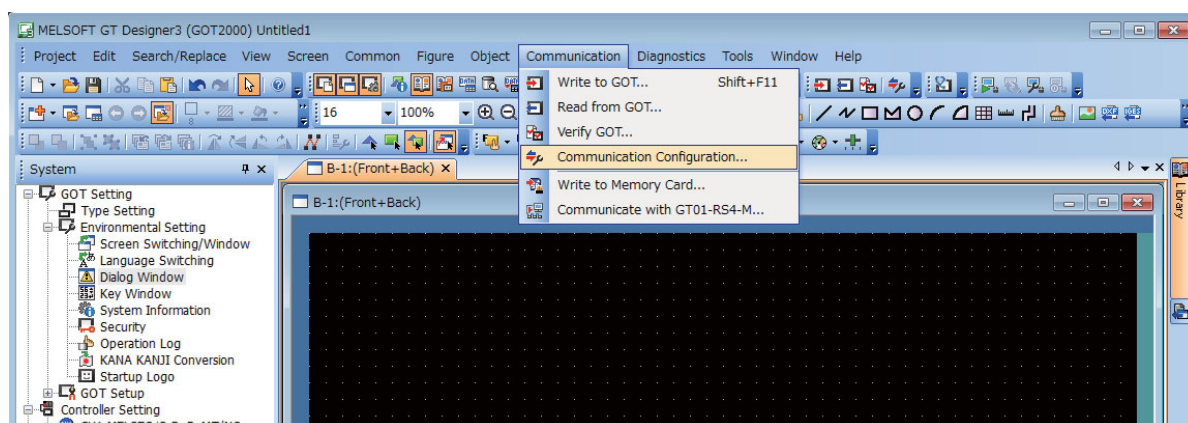 MELSOFT GT Designer3 (GOT2000) Untitled1
Project Edit Search/Replace View Screen Common Figure Object Communication Diagnostics Tools Window Help
Write to GOT... Shift+F11
16 100%
Read from GOT...
Verify GOT...
Communication Configuration...
Write to Memory Card...
Communicate with GT01-RS4-M...
System
B-1:(Front+Back)
B-1:(Front+Back)
Library
GOT Setting
Type Setting
Environmental Setting
Screen Switching/Window
Language Switching
Dialog Window
Key Window
System Information
Security
Operation Log
KANA KANJI Conversion
Startup Logo
GOT Setup
Controller Setting